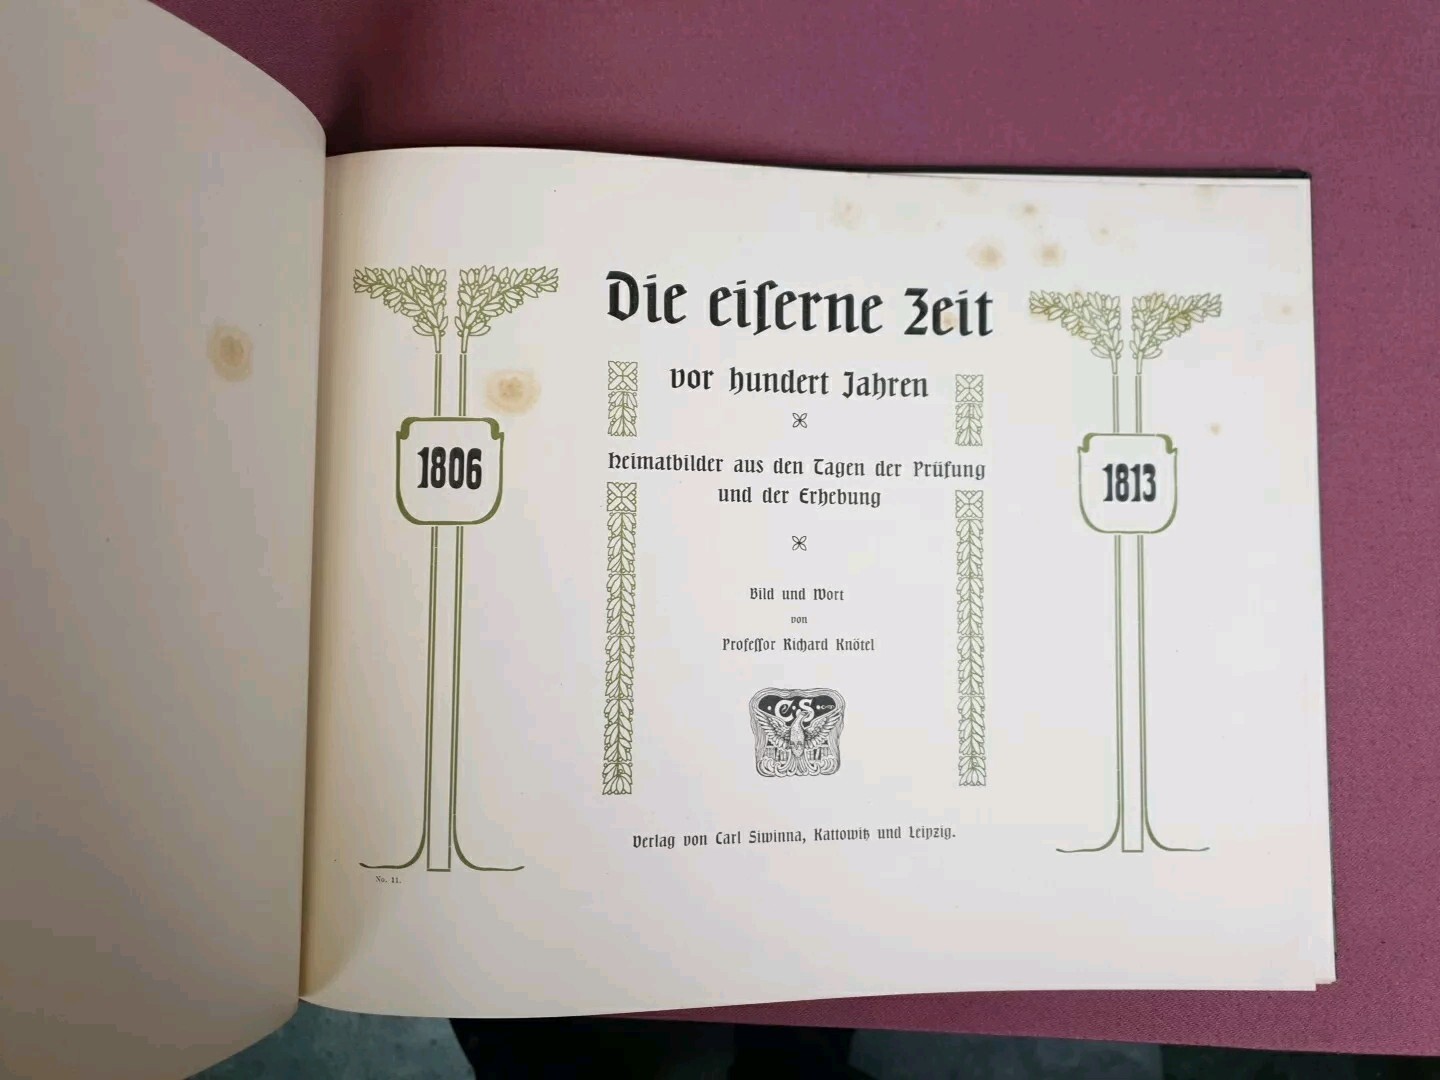 Die eiſerne Zeit
vor hundert Jahren
1806
1813
Heimatbilder aus den Tagen der Prüfung
und der Erhebung
Bild und Wort
von
Profeſſor Richard Knötel
C·S·
Verlag von Carl Siwinna, Kattowitz und Leipzig.
No. 11.